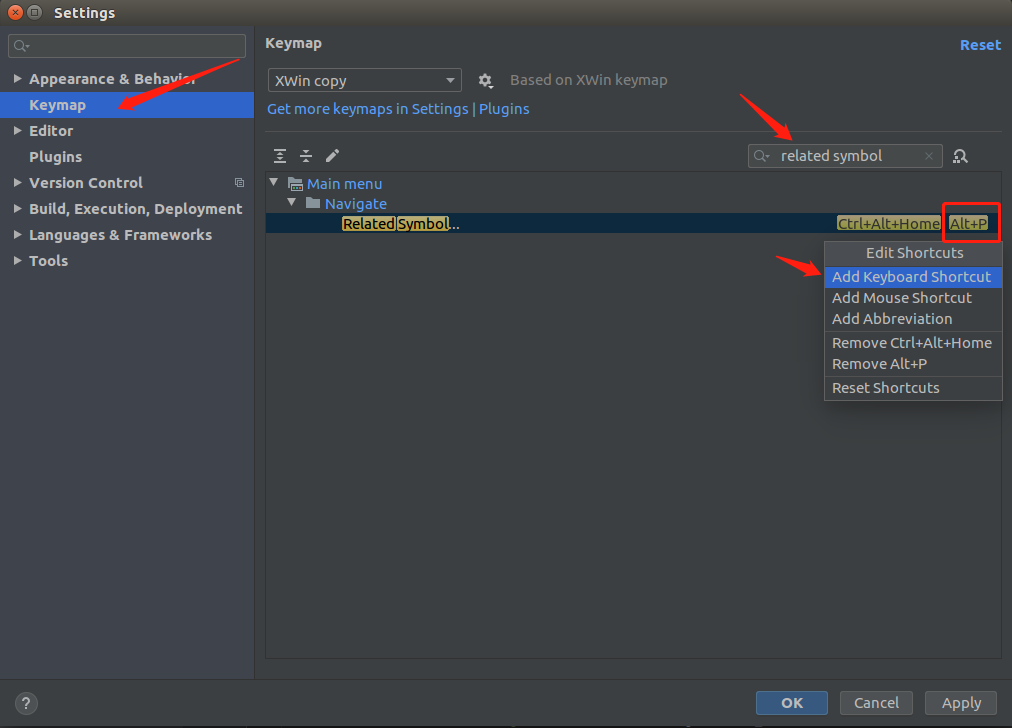 Settings
Appearance & Behavior
Keymap
Editor
Plugins
Version Control
Build, Execution, Deployment
Languages & Frameworks
Tools
Keymap
Reset
XWin copy
Based on XWin keymap
Get more keymaps in Settings | Plugins
related symbol
Main menu
Navigate
Related Symbol... Ctrl+Alt+Home Alt+P
Edit Shortcuts
Add Keyboard Shortcut
Add Mouse Shortcut
Add Abbreviation
Remove Ctrl+Alt+Home
Remove Alt+P
Reset Shortcuts
?
OK Cancel Apply